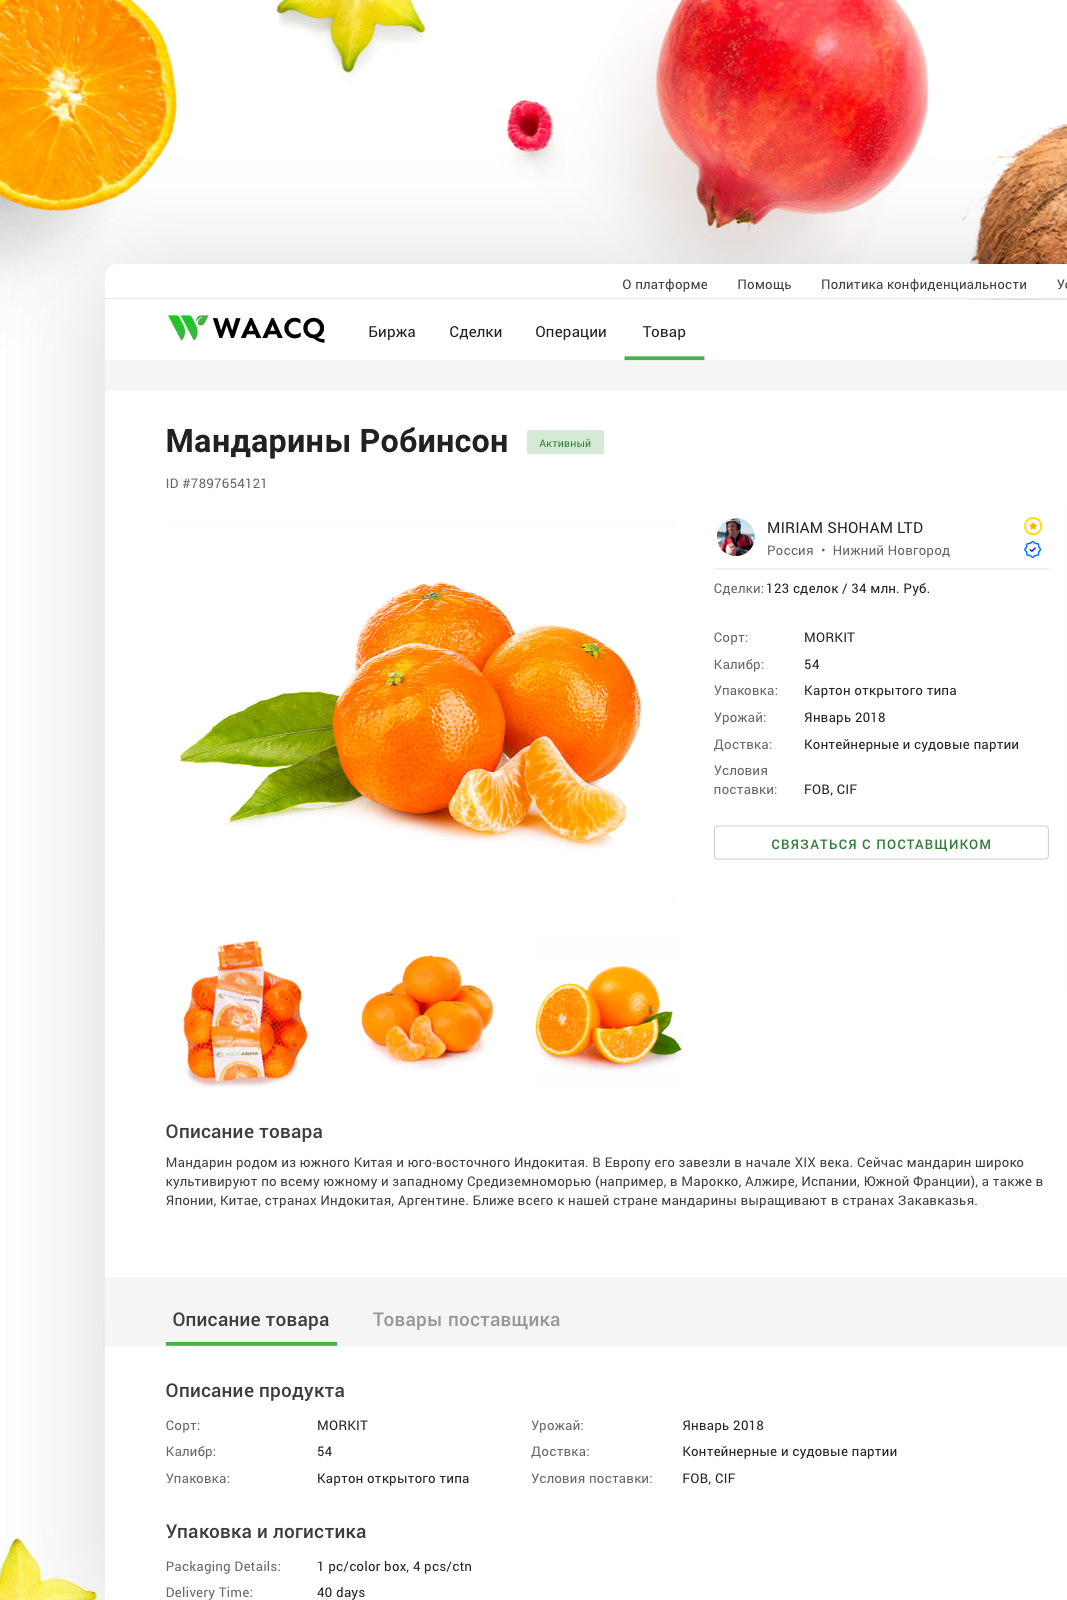 О платформе Помощь Политика конфиденциальности
WAACQ Биржа Сделки Операции Товар
Мандарины Робинсон Активный
ID #7897654121
MIRIAM SHOHAM LTD
Россия • Нижний Новгород
Сделки: 123 сделок / 34 млн. Руб.
Сорт: MORKIT
Калибр: 54
Упаковка: Картон открытого типа
Урожай: Январь 2018
Доствка: Контейнерные и судовые партии
Условия
поставки: FOB, CIF
СВЯЗАТЬСЯ С ПОСТАВЩИКОМ
Описание товара
Мандарин родом из южного Китая и юго-восточного Индокитая. В Европу его завезли в начале XIX века. Сейчас мандарин широко
культивируют по всему южному и западному Средиземноморью (например, в Марокко, Алжире, Испании, Южной Франции), а также в
Японии, Китае, странах Индокитая, Аргентине. Ближе всего к нашей стране мандарины выращивают в странах Закавказья.
Описание товара Товары поставщика
Описание продукта
Сорт: MORKIT Урожай: Январь 2018
Калибр: 54 Доствка: Контейнерные и судовые партии
Упаковка: Картон открытого типа Условия поставки: FOB, CIF
Упаковка и логистика
Packaging Details: 1 pc/color box, 4 pcs/ctn
Delivery Time: 40 days